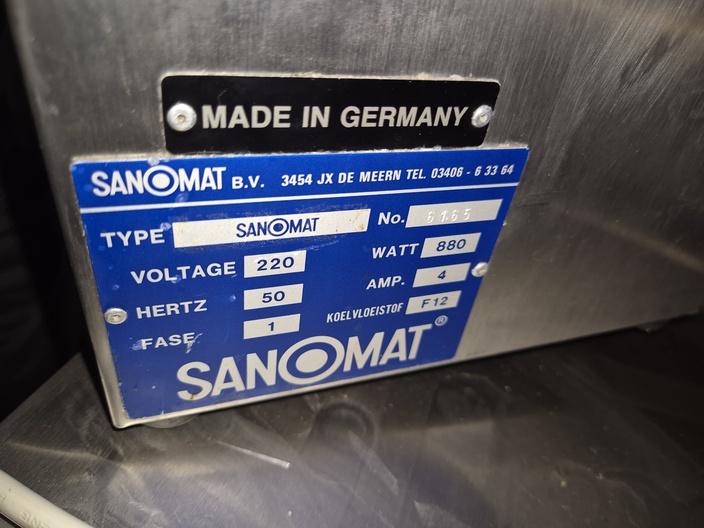 MADE IN GERMANY
SANOMAT B.V. 3454 JX DE MEERN TEL. 03406 - 6 33 64
TYPE SANOMAT No. 6165
VOLTAGE 220 WATT 880
HERTZ 50 AMP. 4
FASE 1 KOELVLOEISTOF F12
SANOMAT®